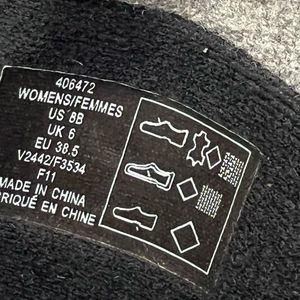 406472
WOMENS/FEMMES
US 8B
UK 6
EU 38.5
V2442/F3534
F11
MADE IN CHINA
FABRIQUÉ EN CHINE